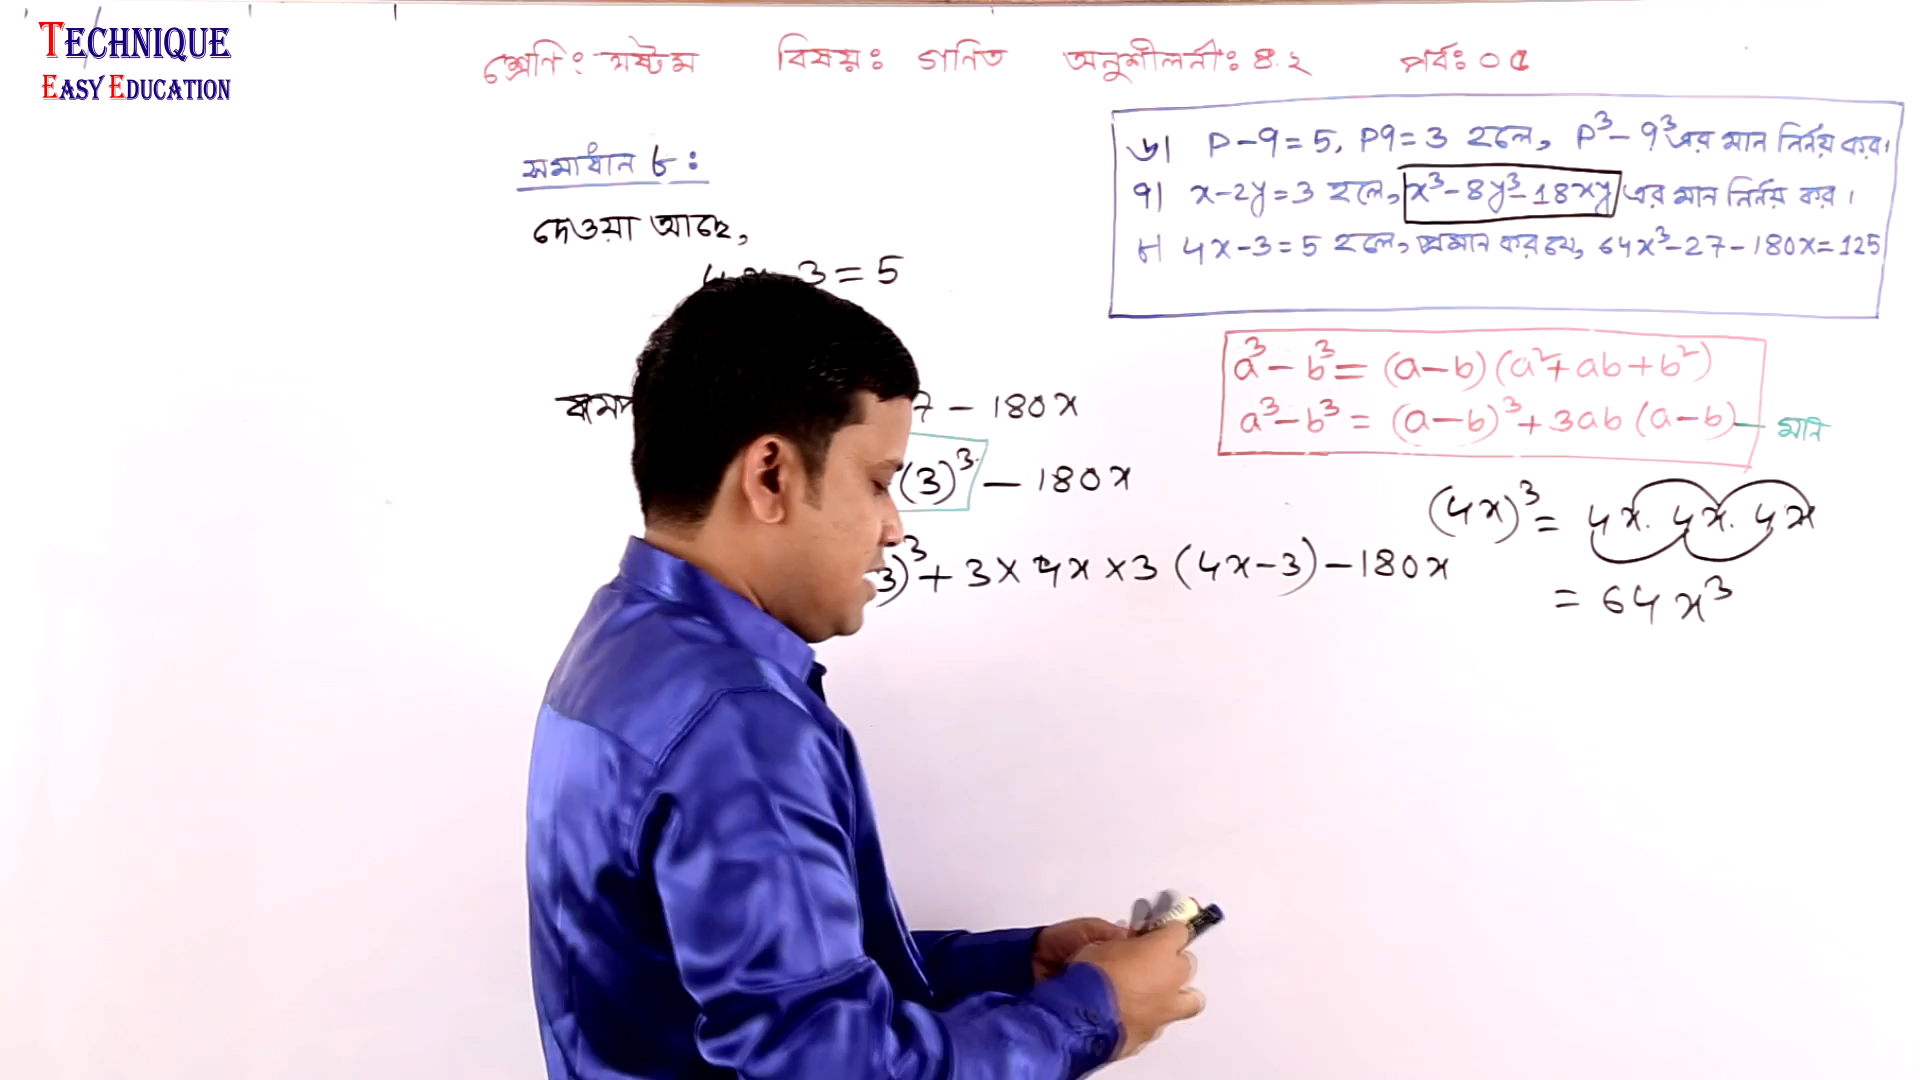 TECHNIQUE
EASY EDUCATION
শ্রেণি: অষ্টম বিষয়ঃ গণিত অনুশীলনীঃ ৪.২ পর্বঃ ০৫
৬। P-q=5, Pq=3 হলে, P³-q³ এর মান নির্ণয় কর।
৭। x-2y=3 হলে, x³-8y³-18xy এর মান নির্ণয় কর।
৮। 4x-3=5 হলে, প্রমান কর যে, 64x³-27-180x=125
সমাধান ৮ :
দেওয়া আছে,
3=5
a³-b³=(a-b)(a²+ab+b²)
a³-b³=(a-b)³+3ab(a-b) মান
7-180x
(3)³-180x
3)³+3×4x×3(4x-3)-180x
(4x)³=4x.4x.4x
=64x³